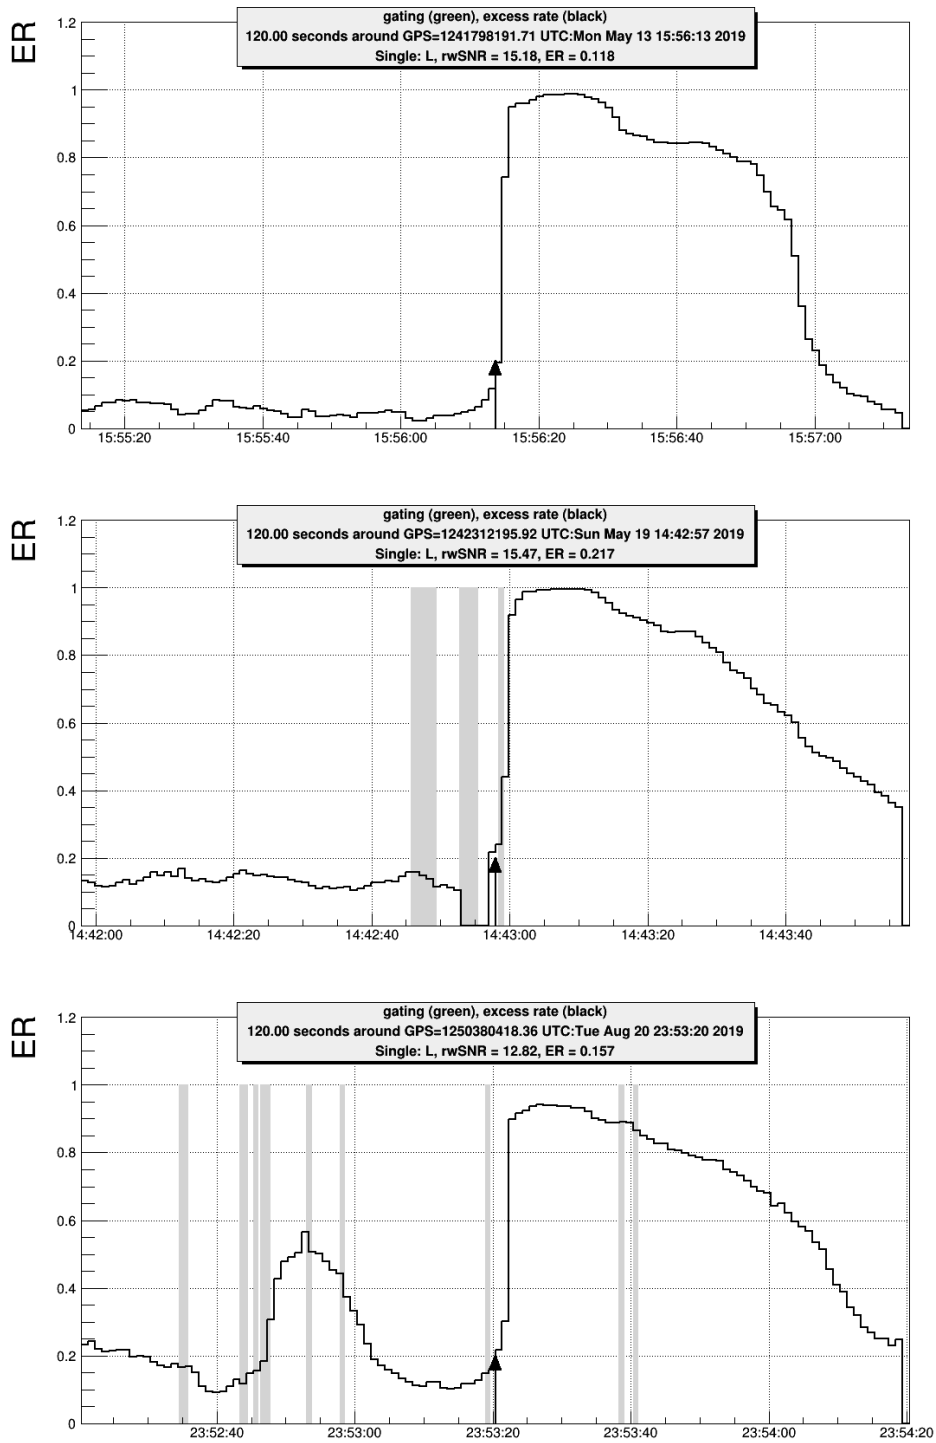 gating (green), excess rate (black)
120.00 seconds around GPS=1241798191.71 UTC:Mon May 13 15:56:13 2019
Single: L, rwSNR = 15.18, ER = 0.118
ER
1.2
1
0.8
0.6
0.4
0.2
0
15:55:20 15:55:40 15:56:00 15:56:20 15:56:40 15:57:00
gating (green), excess rate (black)
120.00 seconds around GPS=1242312195.92 UTC:Sun May 19 14:42:57 2019
Single: L, rwSNR = 15.47, ER = 0.217
ER
1.2
1
0.8
0.6
0.4
0.2
0
14:42:00 14:42:20 14:42:40 14:43:00 14:43:20 14:43:40
gating (green), excess rate (black)
120.00 seconds around GPS=1250380418.36 UTC:Tue Aug 20 23:53:20 2019
Single: L, rwSNR = 12.82, ER = 0.157
ER
1.2
1
0.8
0.6
0.4
0.2
0
23:52:40 23:53:00 23:53:20 23:53:40 23:54:00 23:54:20